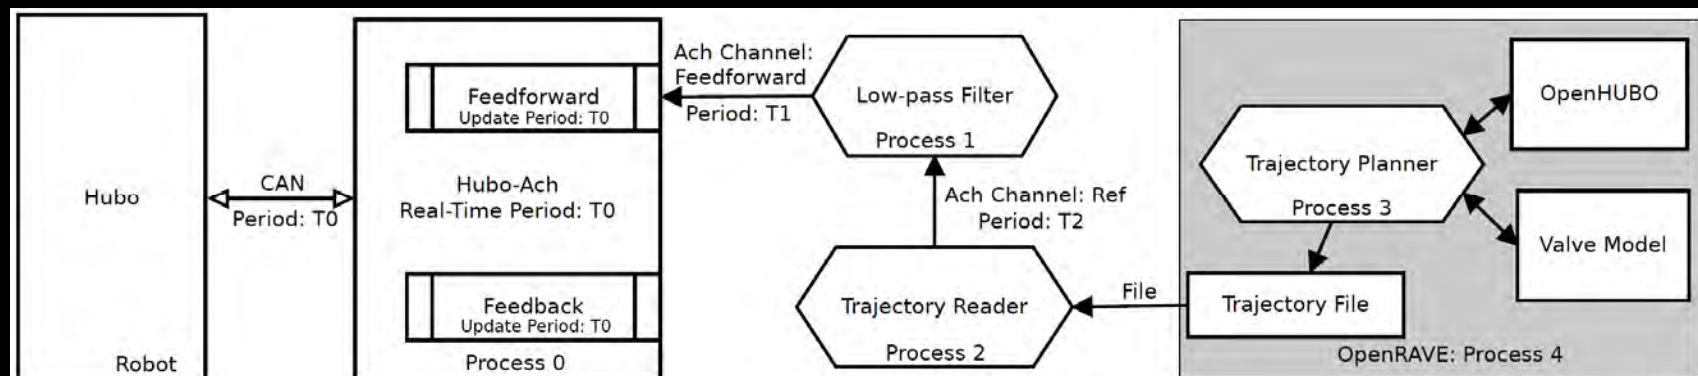 Hubo
Robot
CAN
Period: T0
Feedforward
Update Period: T0
Hubo-Ach
Real-Time Period: T0
Feedback
Update Period: T0
Process 0
Ach Channel:
Feedforward
Period: T1
Low-pass Filter
Process 1
Ach Channel: Ref
Period: T2
Trajectory Reader
Process 2
File
Trajectory Planner
Process 3
OpenHUBO
Valve Model
Trajectory File
OpenRAVE: Process 4